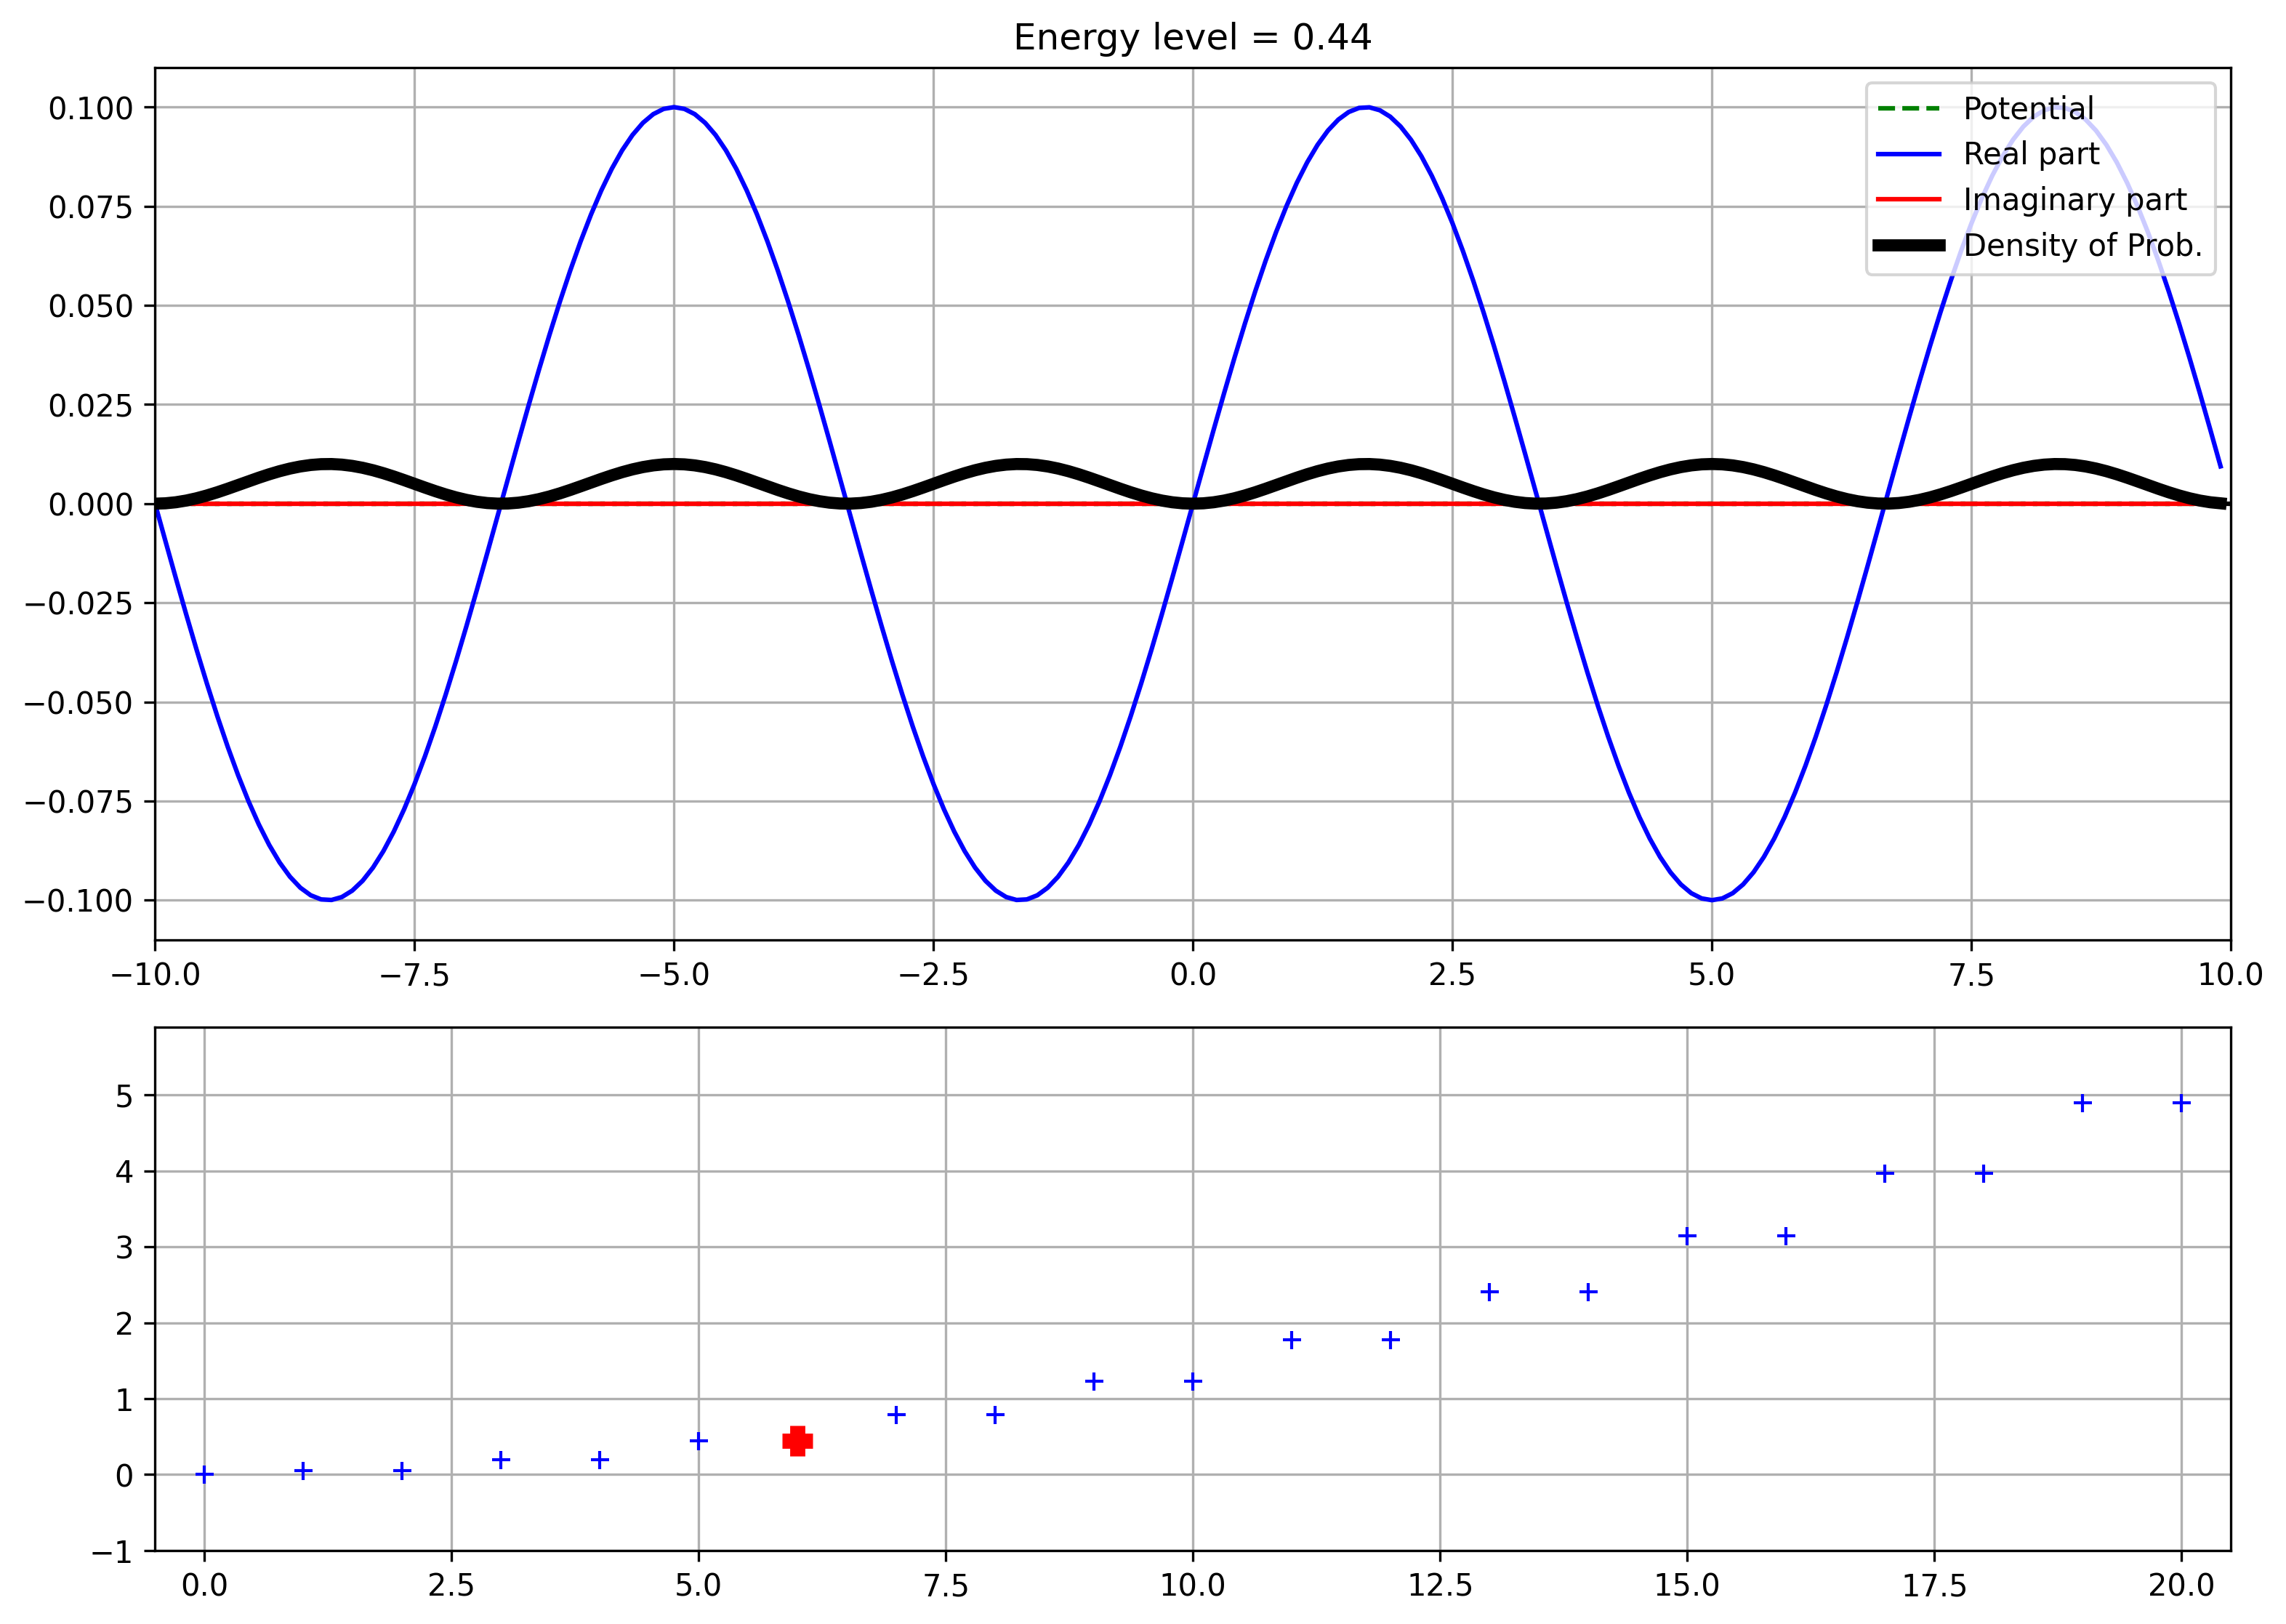 Energy level = 0.44
0.100
0.075
0.050
0.025
0.000
−0.025
−0.050
−0.075
−0.100
Potential
Real part
Imaginary part
Density of Prob.
−10.0 −7.5 −5.0 −2.5 0.0 2.5 5.0 7.5 10.0
5
4
3
2
1
0
−1
0.0 2.5 5.0 7.5 10.0 12.5 15.0 17.5 20.0